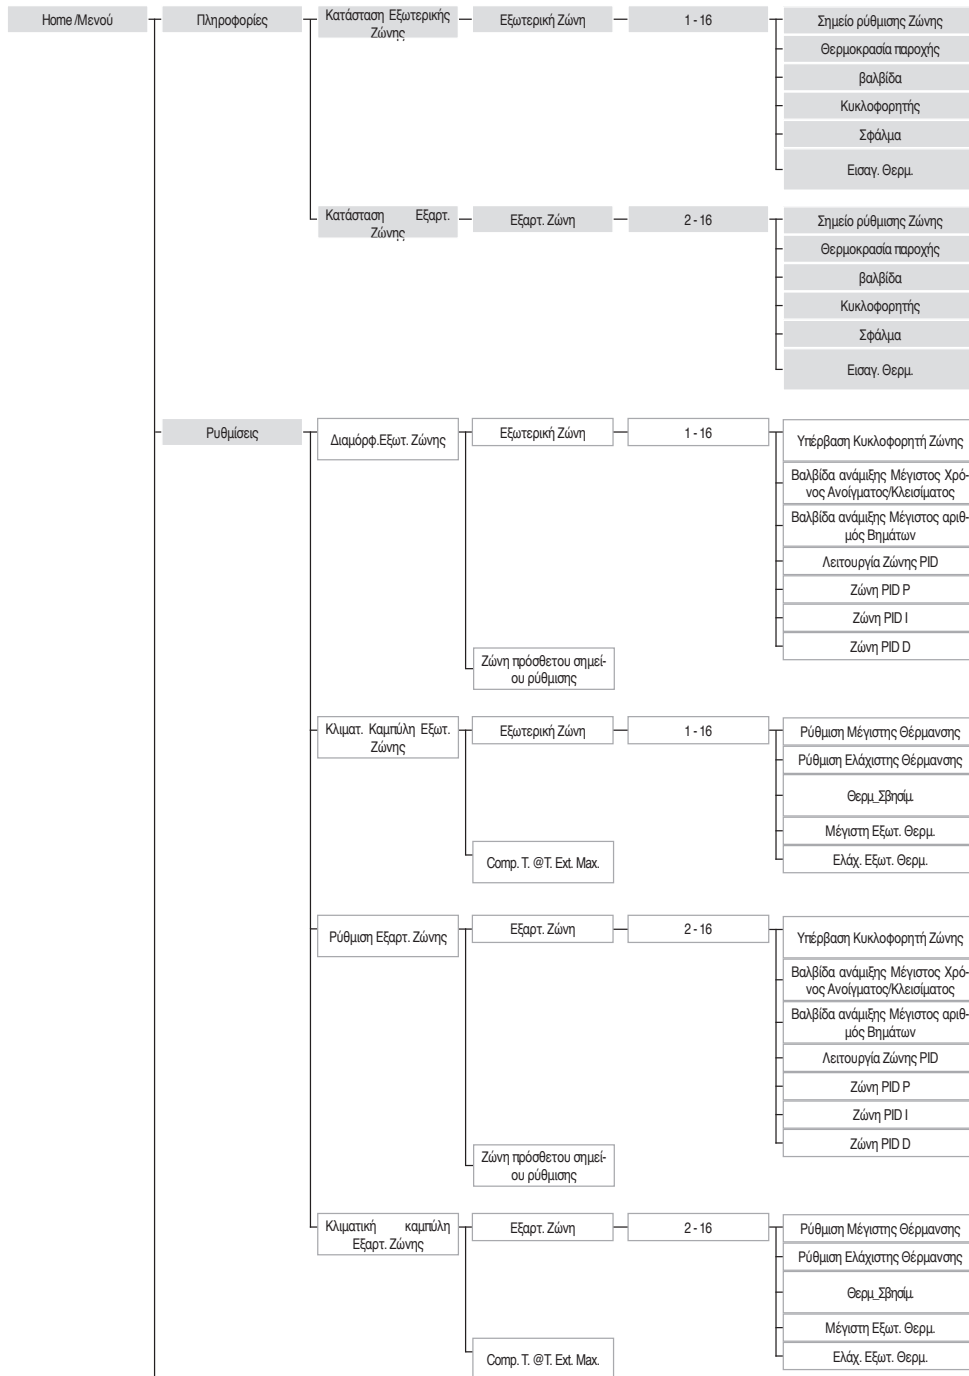 Home /Μενού
Πληροφορίες
Κατάσταση Εξωτερικής
Ζώνης
Εξωτερική Ζώνη
1 - 16
Σημείο ρύθμισης Ζώνης
Θερμοκρασία παροχής
βαλβίδα
Κυκλοφορητής
Σφάλμα
Εισαγ. Θερμ.
Κατάσταση Εξαρτ.
Ζώνης
Εξαρτ. Ζώνη
2 - 16
Σημείο ρύθμισης Ζώνης
Θερμοκρασία παροχής
βαλβίδα
Κυκλοφορητής
Σφάλμα
Εισαγ. Θερμ.
Ρυθμίσεις
Διαμόρφ.Εξωτ. Ζώνης
Εξωτερική Ζώνη
1 - 16
Υπέρβαση Κυκλοφορητή Ζώνης
Βαλβίδα ανάμιξης Μέγιστος Χρό-
νος Ανοίγματος/Κλεισίματος
Βαλβίδα ανάμιξης Μέγιστος αριθ-
μός Βημάτων
Λειτουργία Ζώνης PID
Ζώνη PID P
Ζώνη PID I
Ζώνη PID D
Ζώνη πρόσθετου σημεί-
ου ρύθμισης
Κλιματ. Καμπύλη Εξωτ.
Ζώνης
Εξωτερική Ζώνη
1 - 16
Ρύθμιση Μέγιστης Θέρμανσης
Ρύθμιση Ελάχιστης Θέρμανσης
Θερμ_Σβησίμ.
Μέγιστη Εξωτ. Θερμ.
Ελάχ. Εξωτ. Θερμ.
Comp. T. @T. Ext. Max.
Ρύθμιση Εξαρτ. Ζώνης
Εξαρτ. Ζώνη
2 - 16
Υπέρβαση Κυκλοφορητή Ζώνης
Βαλβίδα ανάμιξης Μέγιστος Χρό-
νος Ανοίγματος/Κλεισίματος
Βαλβίδα ανάμιξης Μέγιστος αριθ-
μός Βημάτων
Λειτουργία Ζώνης PID
Ζώνη PID P
Ζώνη PID I
Ζώνη PID D
Ζώνη πρόσθετου σημεί-
ου ρύθμισης
Κλιματική καμπύλη
Εξαρτ. Ζώνης
Εξαρτ. Ζώνη
2 - 16
Ρύθμιση Μέγιστης Θέρμανσης
Ρύθμιση Ελάχιστης Θέρμανσης
Θερμ_Σβησίμ.
Μέγιστη Εξωτ. Θερμ.
Ελάχ. Εξωτ. Θερμ.
Comp. T. @T. Ext. Max.